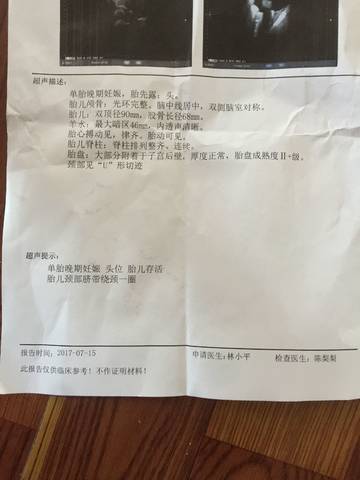 超声描述：
单胎晚期妊娠，胎先露：头。
胎儿颅骨：光环完整。脑中线居中，双侧脑室对称。
胎儿：双顶径90mm，股骨长径68mm。
羊水：最大暗区46mm，内透声清晰。
胎心搏动见，律齐。胎动可见。
胎儿脊柱：脊柱排列整齐、连续。
胎盘：大部分附着于子宫后壁，厚度正常，胎盘成熟度Ⅱ+级。
颈部见“U”形切迹
超声提示：
单胎晚期妊娠 头位 胎儿存活
胎儿颈部脐带绕颈一圈
报告时间：2017-07-15 申请医生：林小平 检查医生：陈梨梨
此报告仅供临床参考！不作证明材料！